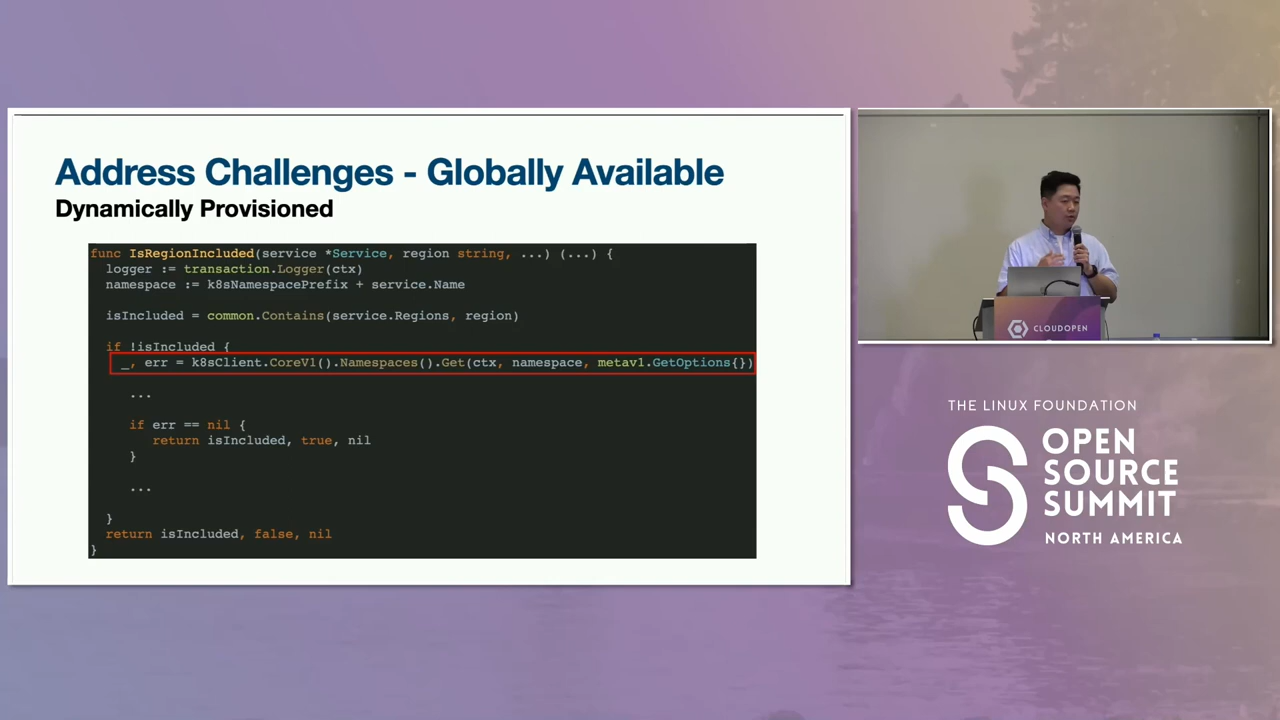 Address Challenges - Globally Available
Dynamically Provisioned
func IsRegionIncluded(service *Service, region string, ...) (...) {
  logger := transaction.Logger(ctx)
  namespace := k8sNamespacePrefix + service.Name
  isIncluded = common.Contains(service.Regions, region)
  if !isIncluded {
    _, err = k8sClient.CoreV1().Namespaces().Get(ctx, namespace, metav1.GetOptions{})
     ...
     if err == nil {
        return isIncluded, true, nil
     }
     ...
  }
  return isIncluded, false, nil
}
CLOUDOPEN
THE LINUX FOUNDATION
OPEN
SOURCE
SUMMIT
NORTH AMERICA